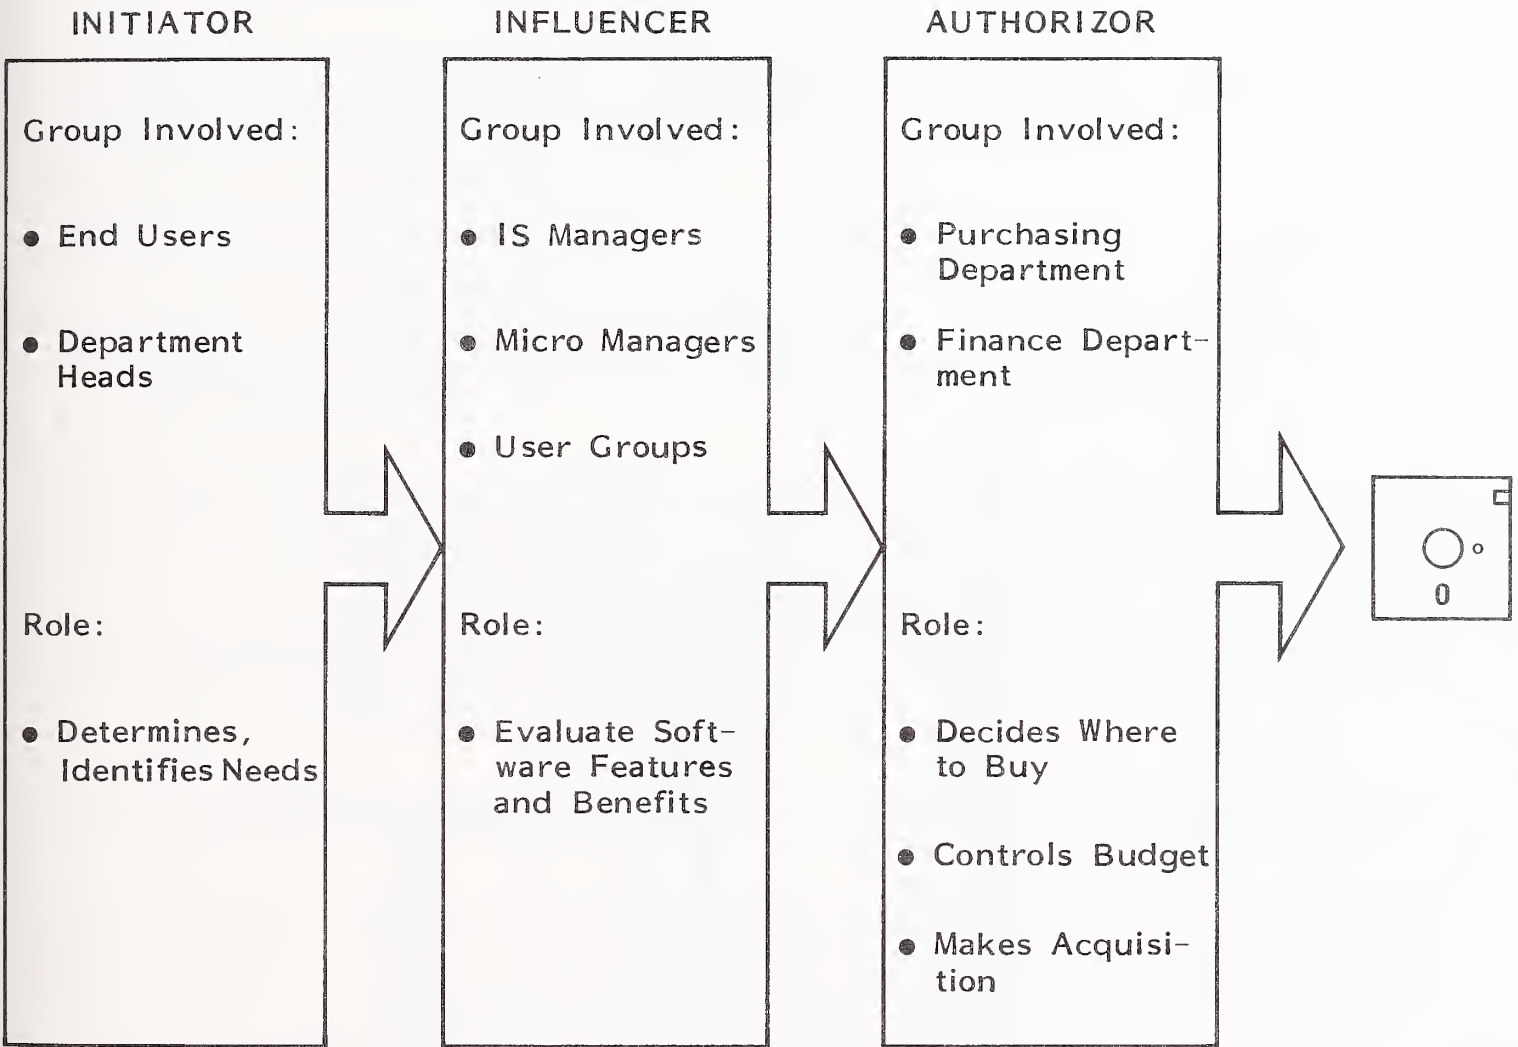 INITIATOR
Group Involved:
● End Users
● Department
Heads
Role:
● Determines,
Identifies Needs
INFLUENCER
Group Involved:
● IS Managers
● Micro Managers
● User Groups
Role:
● Evaluate Soft-
ware Features
and Benefits
AUTHORIZOR
Group Involved:
● Purchasing
Department
● Finance Depart-
ment
Role:
● Decides Where
to Buy
● Controls Budget
● Makes Acquisi-
tion